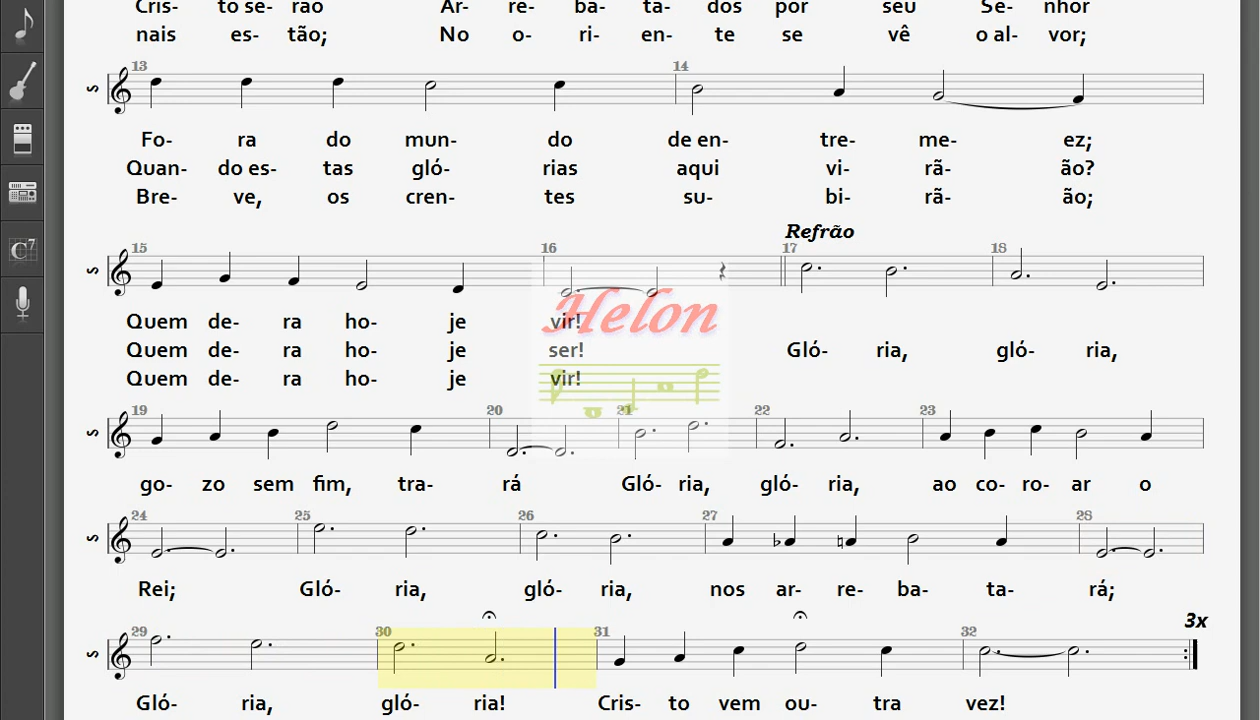 Cris- to se- rão Ar- re- ba- ta- dos por seu Se- nhor
nais es- tão; No o- ri- en- te se vê o al- vor;
13 14
S
Fo- ra do mun- do de en- tre- me- ez;
Quan- do es- tas gló- rias aqui vi- rã- ão?
Bre- ve, os cren- tes su- bi- rã- ão;
Refrão
15 16 17 18
S
Helon
Quem de- ra ho- je vir!
Quem de- ra ho- je ser! Gló- ria, gló- ria,
Quem de- ra ho- je vir!
19 20 21 22 23
S
go- zo sem fim, tra- rá Gló- ria, gló- ria, ao co- ro- ar o
24 25 26 27 28
S
Rei; Gló- ria, gló- ria, nos ar- re- ba- ta- rá;
3x
29 30 31 32
S
Gló- ria, gló- ria! Cris- to vem ou- tra vez!
C7